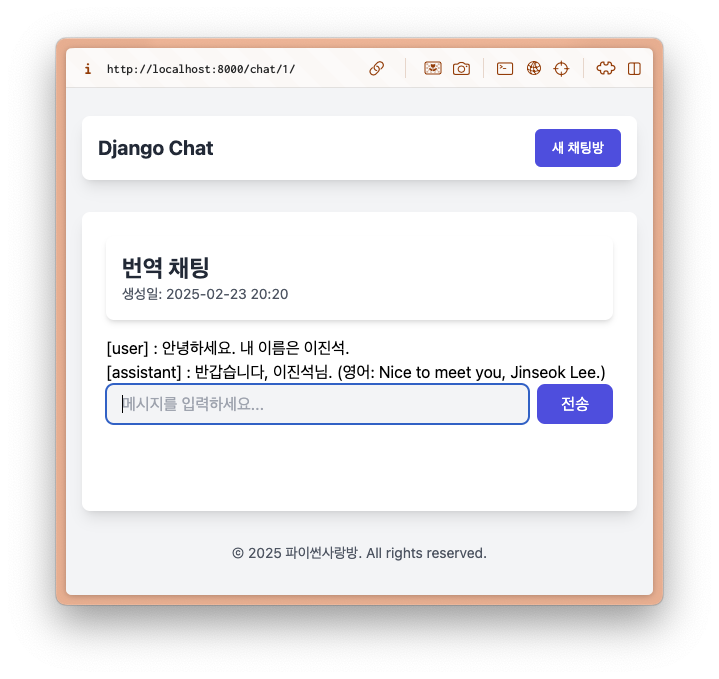 http://localhost:8000/chat/1/
Django Chat
새 채팅방
번역 채팅
생성일: 2025-02-23 20:20
[user] : 안녕하세요. 내 이름은 이진석.
[assistant] : 반갑습니다, 이진석님. (영어: Nice to meet you, Jinseok Lee.)
메시지를 입력하세요...
전송
© 2025 파이썬사랑방. All rights reserved.